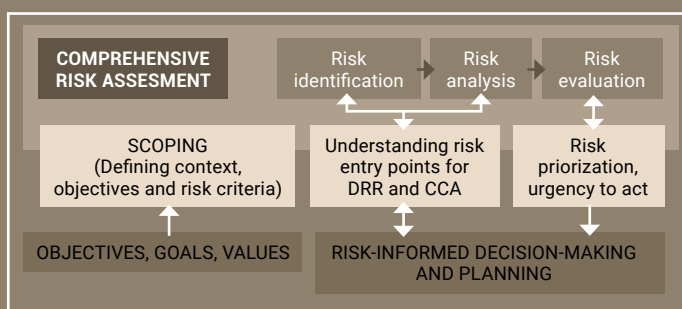 COMPREHENSIVE
RISK ASSESMENT
Risk
identification
Risk
analysis
Risk
evaluation
SCOPING
(Defining context,
objectives and risk criteria)
Understanding risk
entry points for
DRR and CCA
Risk
priorization,
urgency to act
OBJECTIVES, GOALS, VALUES
RISK-INFORMED DECISION-MAKING
AND PLANNING